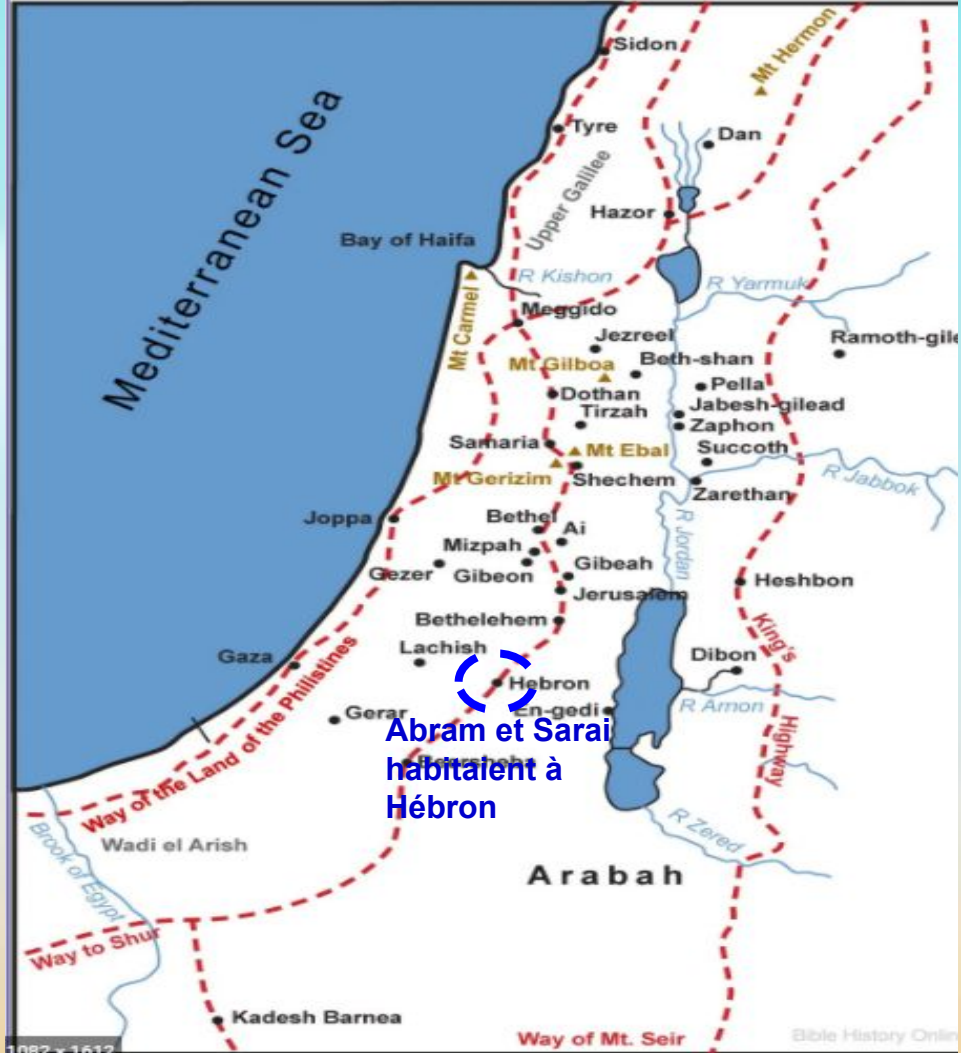 Sidon
Mt Hermon
Tyre
Dan
Upper Galilee
Hazor
Bay of Haifa
R Kishon
R Yarmuk
Mediterranean Sea
Mt Carmel
Meggido
Jezreel
Ramoth-gile
Mt Gilboa
Beth-shan
Pella
Dothan
Jabesh-gilead
Tirzah
Zaphon
Samaria
Mt Ebal
Succoth
Mt Gerizim
Shechem
R Jabbok
Zarethan
Joppa
Bethel
Ai
R Jordan
Mizpah
Gezer
Gibeon
Gibeah
Heshbon
Jerusalem
Bethelehem
King's
Highway
Lachish
Gaza
Dibon
Hebron
R Arnon
Gerar
En-gedi
Abram et Sarai
habitaient à
Hébron
Beersheba
Way of the Land of the Philistines
R Zered
Brook of Egypt
Wadi el Arish
Arabah
Way to Shur
Kadesh Barnea
Way of Mt. Seir
Bible History Onlin
1082 x 1612